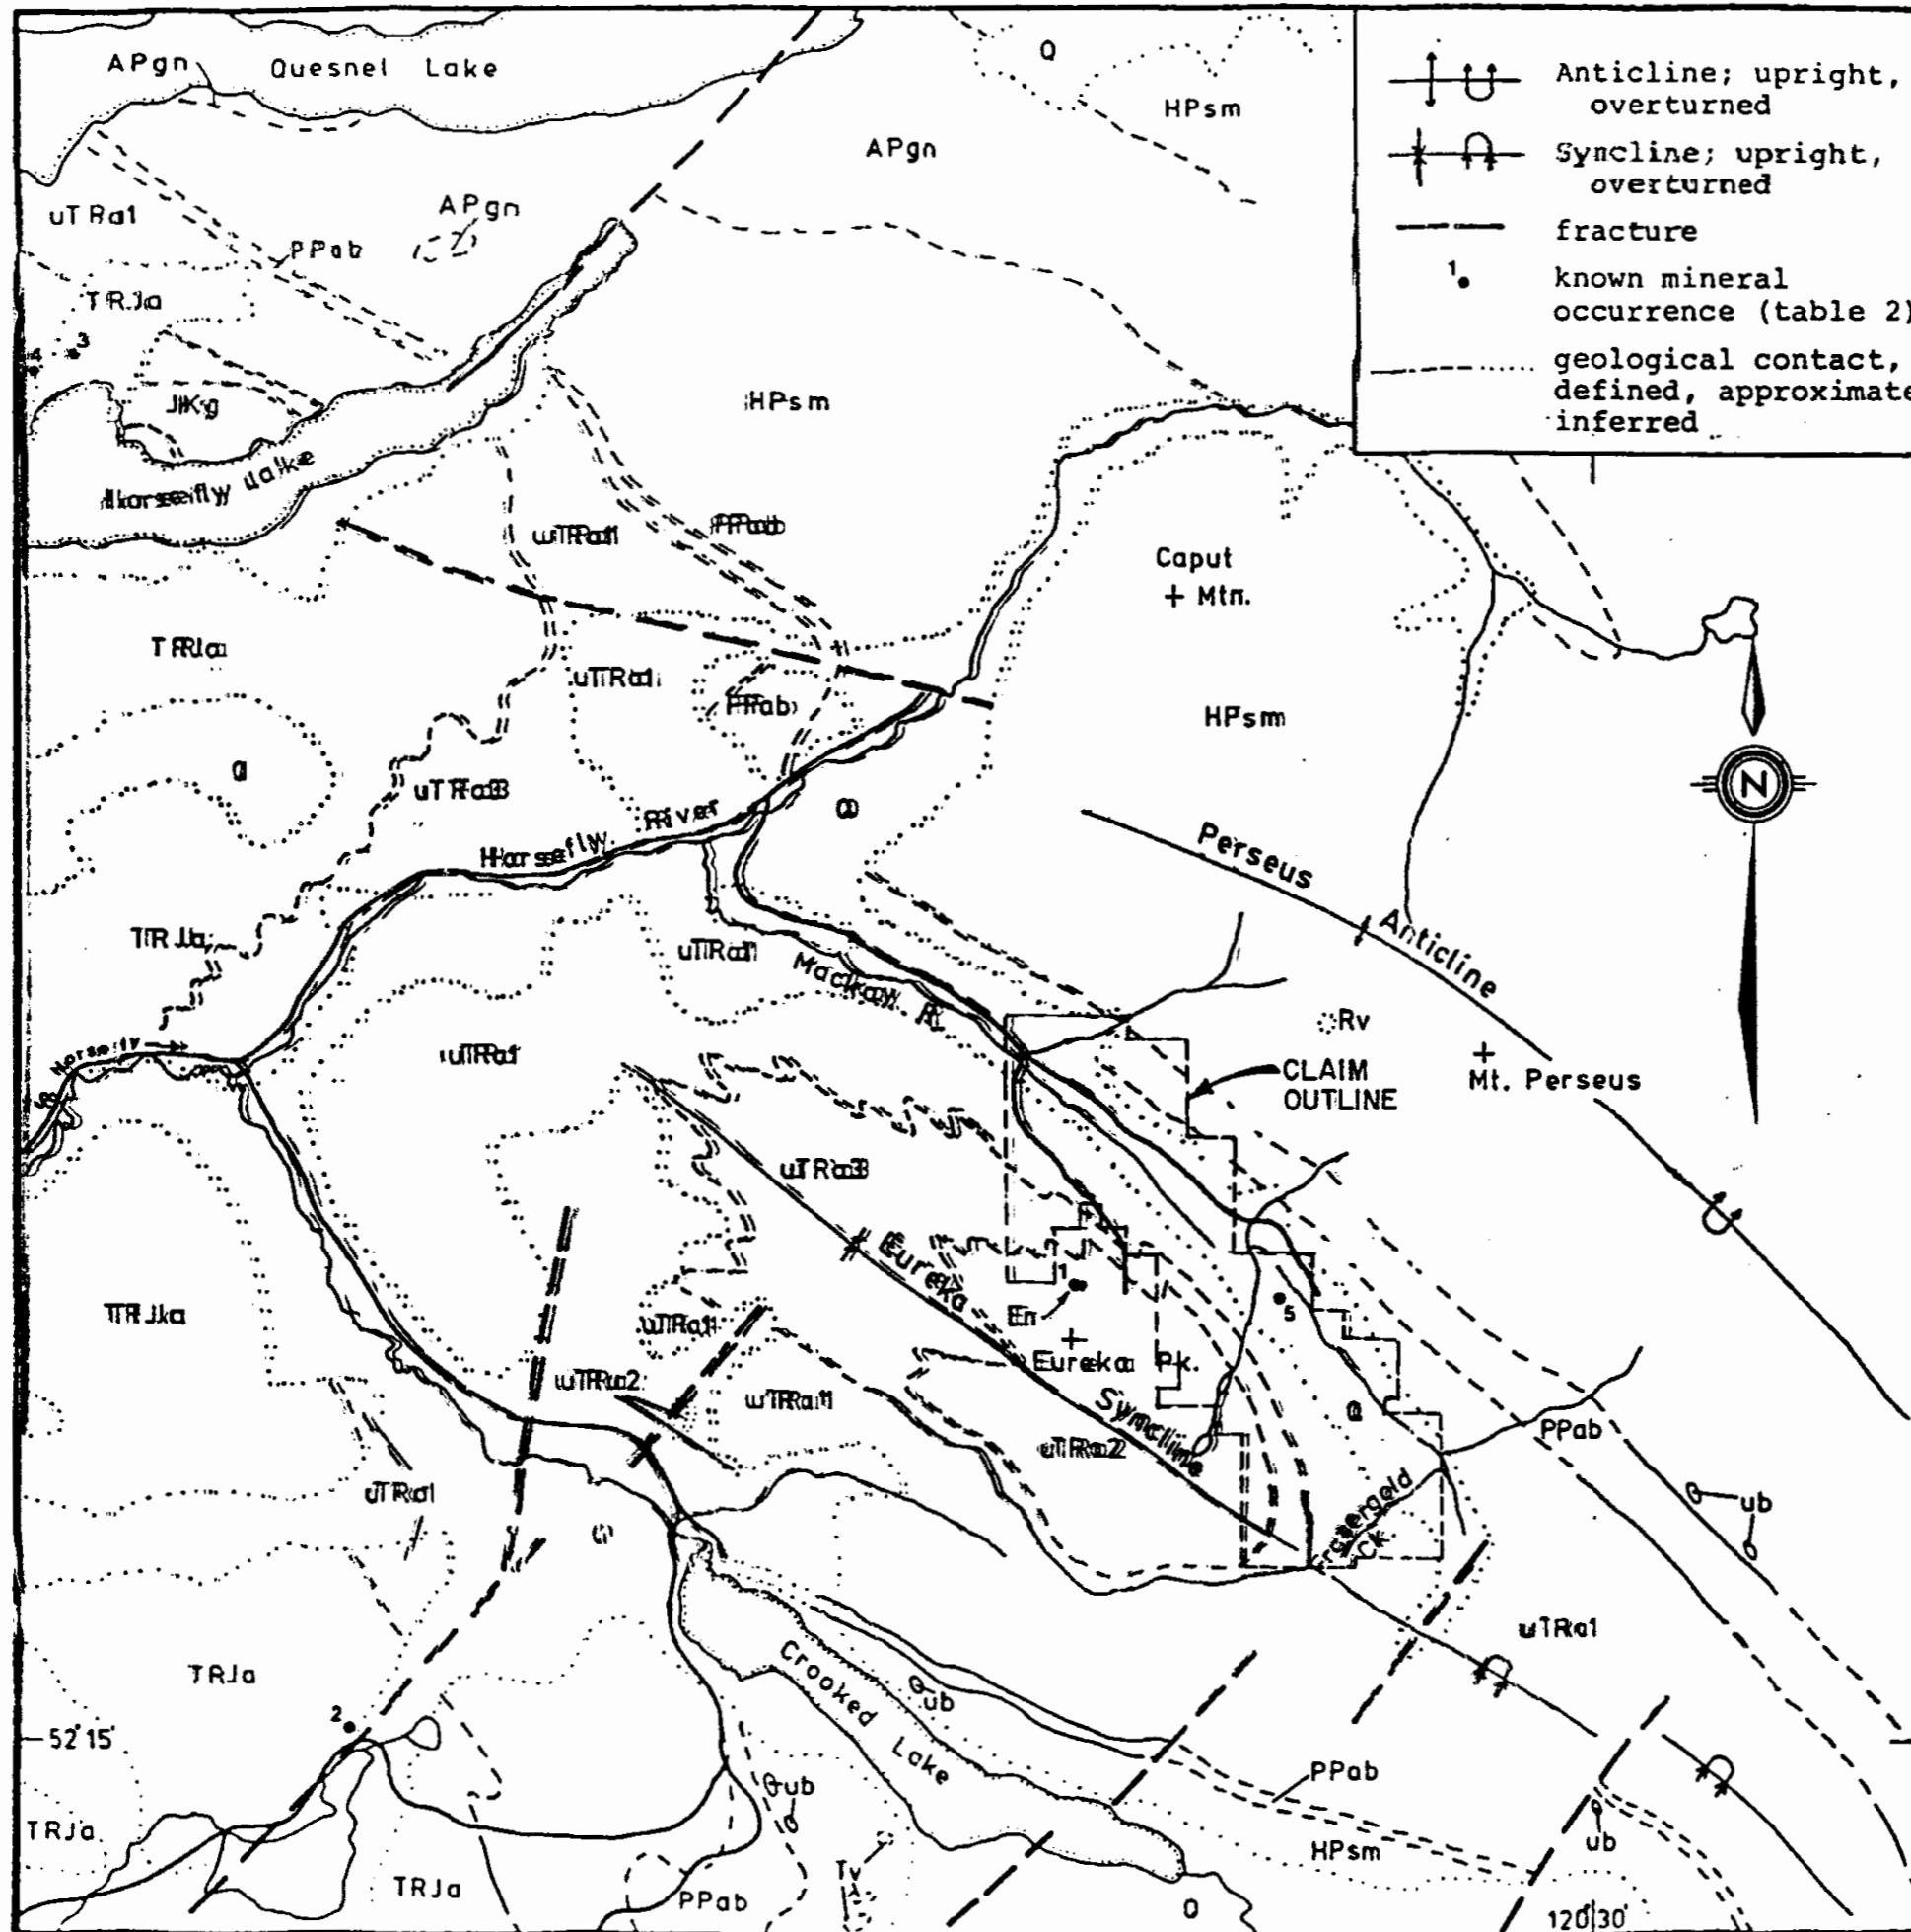 APgn
Quesnel Lake
Q
HPsm
APgn
Anticline; upright,
overturned
Syncline; upright,
overturned
fracture
1
known mineral
occurrence (table 2)
geological contact,
defined, approximate
inferred
uTRa1
APgn
PPab
TRJa
4
3
JKg
HPsm
Horsefly Lake
uTRa1
PPab
Caput
Mtn.
TRJa
uTRa1
PPab
HPsm
N
Q
uTRa3
Horsefly River
Q
Perseus
Anticline
TRJa
uTRa1
Mackay R.
Rv
uTRa1
CLAIM
OUTLINE
Mt. Perseus
Horsefly
uTRa3
Eureka
1
5
TRJka
En
uTRa1
Eureka Pk.
uTRa2
uTRa1
Syncline
uTRa2
Q
PPab
uTRa1
Q
ub
Ck
uTRa1
Crooked
Lake
ub
TRJa
2
52°15'
ub
PPab
TRJa
HPsm
ub
TRJa
PPab
Tv
Q
120°30'